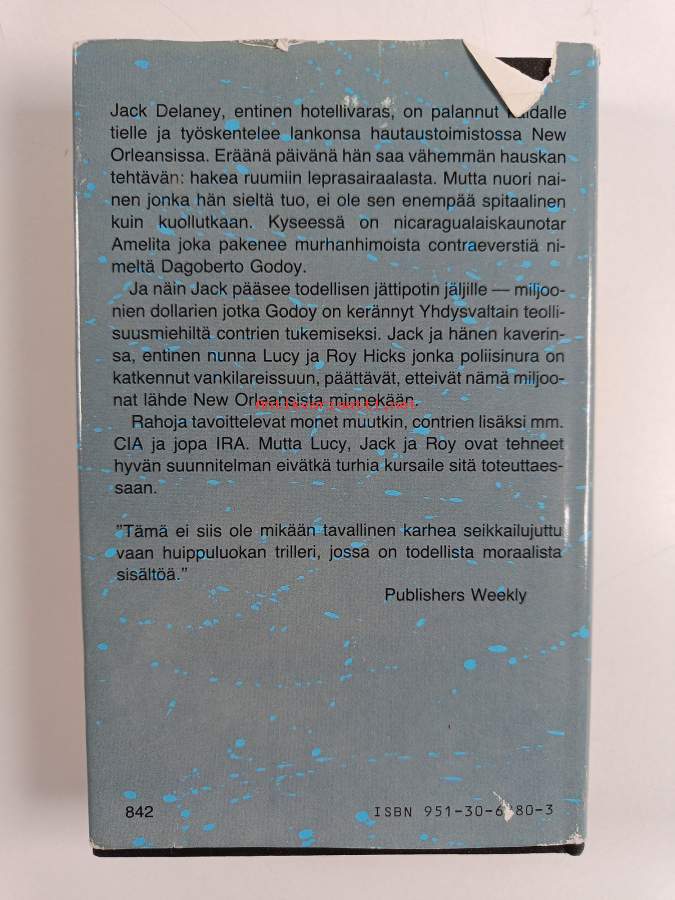 Jack Delaney, entinen hotellivaras, on palannut
tielle ja työskentelee lankonsa hautaustoimistossa New
Orleansissa. Eräänä päivänä hän saa vähemmän hauskan
tehtävän: hakea ruumiin leprasairaalasta. Mutta nuori nai-
nen jonka hän sieltä tuo, ei ole sen enempää spitaalinen
kuin kuollutkaan. Kyseessä on nicaragualaiskaunotar
Amelita joka pakenee murhanhimoista contraeverstiä ni-
meltä Dagoberto Godoy.
Ja näin Jack pääsee todellisen jättipotin jäljille — miljoo-
nien dollarien jotka Godoy on kerännyt Yhdysvaltain teolli-
suusmiehiltä contrien tukemiseksi. Jack ja hänen kaverin-
sa, entinen nunna Lucy ja Roy Hicks jonka poliisinura on
katkennut vankilareissuun, päättävät, etteivät nämä miljoo-
nat lähde New Orleansista minnekään.
Rahoja tavoittelevat monet muutkin, contrien lisäksi mm.
CIA ja jopa IRA. Mutta Lucy, Jack ja Roy ovat tehneet
hyvän suunnitelman eivätkä turhia kursaile sitä toteuttaes-
saan.
”Tämä ei siis ole mikään tavallinen karhea seikkailujuttu
vaan huippuluokan trilleri, jossa on todellista moraalista
sisältöä.”
Publishers Weekly
842
ISBN